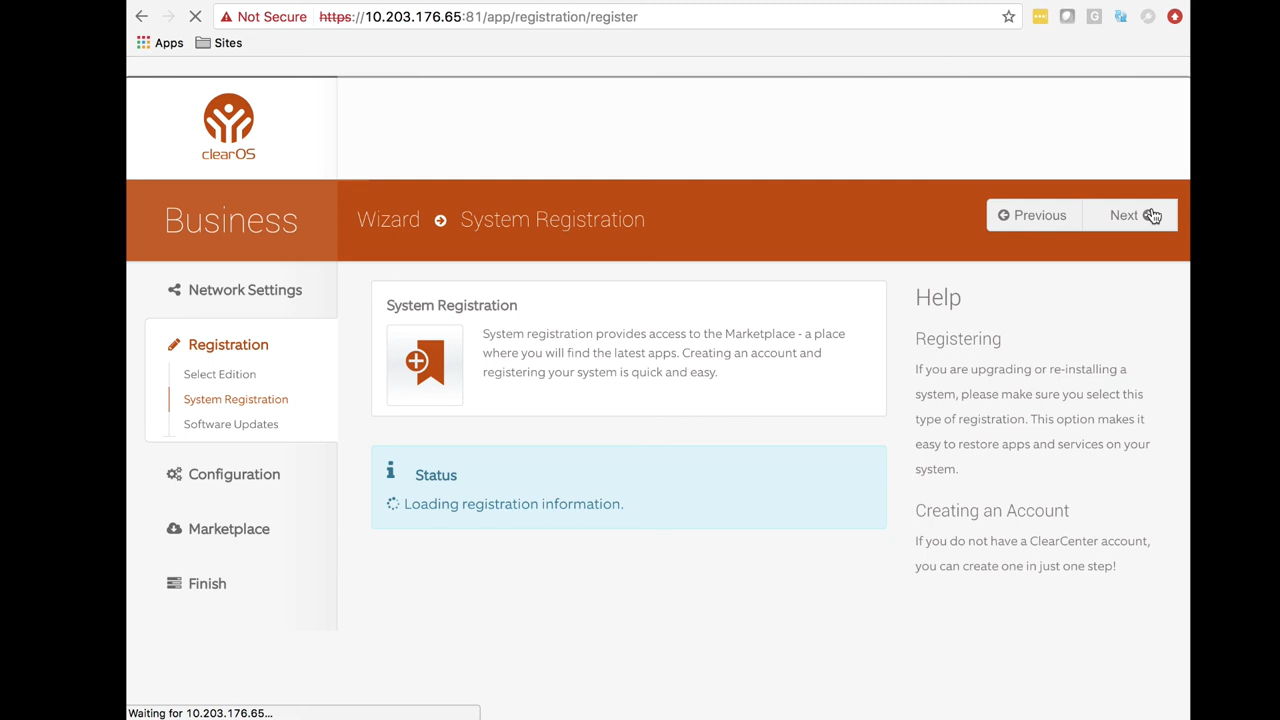 Not Secure https://10.203.176.65:81/app/registration/register
Apps Sites
clearOS
Business
Wizard System Registration
Previous Next
Network Settings
Registration
Select Edition
System Registration
Software Updates
Configuration
Marketplace
Finish
System Registration
System registration provides access to the Marketplace - a place
where you will find the latest apps. Creating an account and
registering your system is quick and easy.
Status
Loading registration information.
Help
Registering
If you are upgrading or re-installing a
system, please make sure you select this
type of registration. This option makes it
easy to restore apps and services on your
system.
Creating an Account
If you do not have a ClearCenter account,
you can create one in just one step!
Waiting for 10.203.176.65...